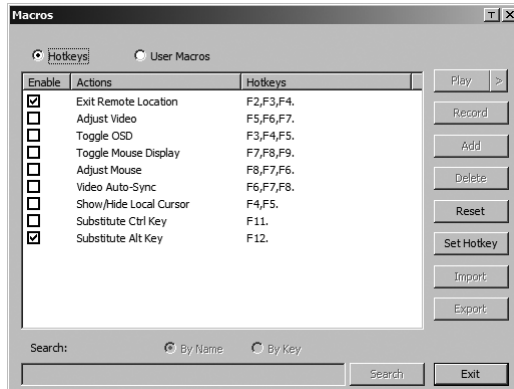 Macros
Hotkeys User Macros
Enable Actions Hotkeys
Exit Remote Location F2,F3,F4.
Adjust Video F5,F6,F7.
Toggle OSD F3,F4,F5.
Toggle Mouse Display F7,F8,F9.
Adjust Mouse F8,F7,F6.
Video Auto-Sync F6,F7,F8.
Show/Hide Local Cursor F4,F5.
Substitute Ctrl Key F11.
Substitute Alt Key F12.
Play >
Record
Add
Delete
Reset
Set Hotkey
Import
Export
Search: By Name By Key
Search Exit